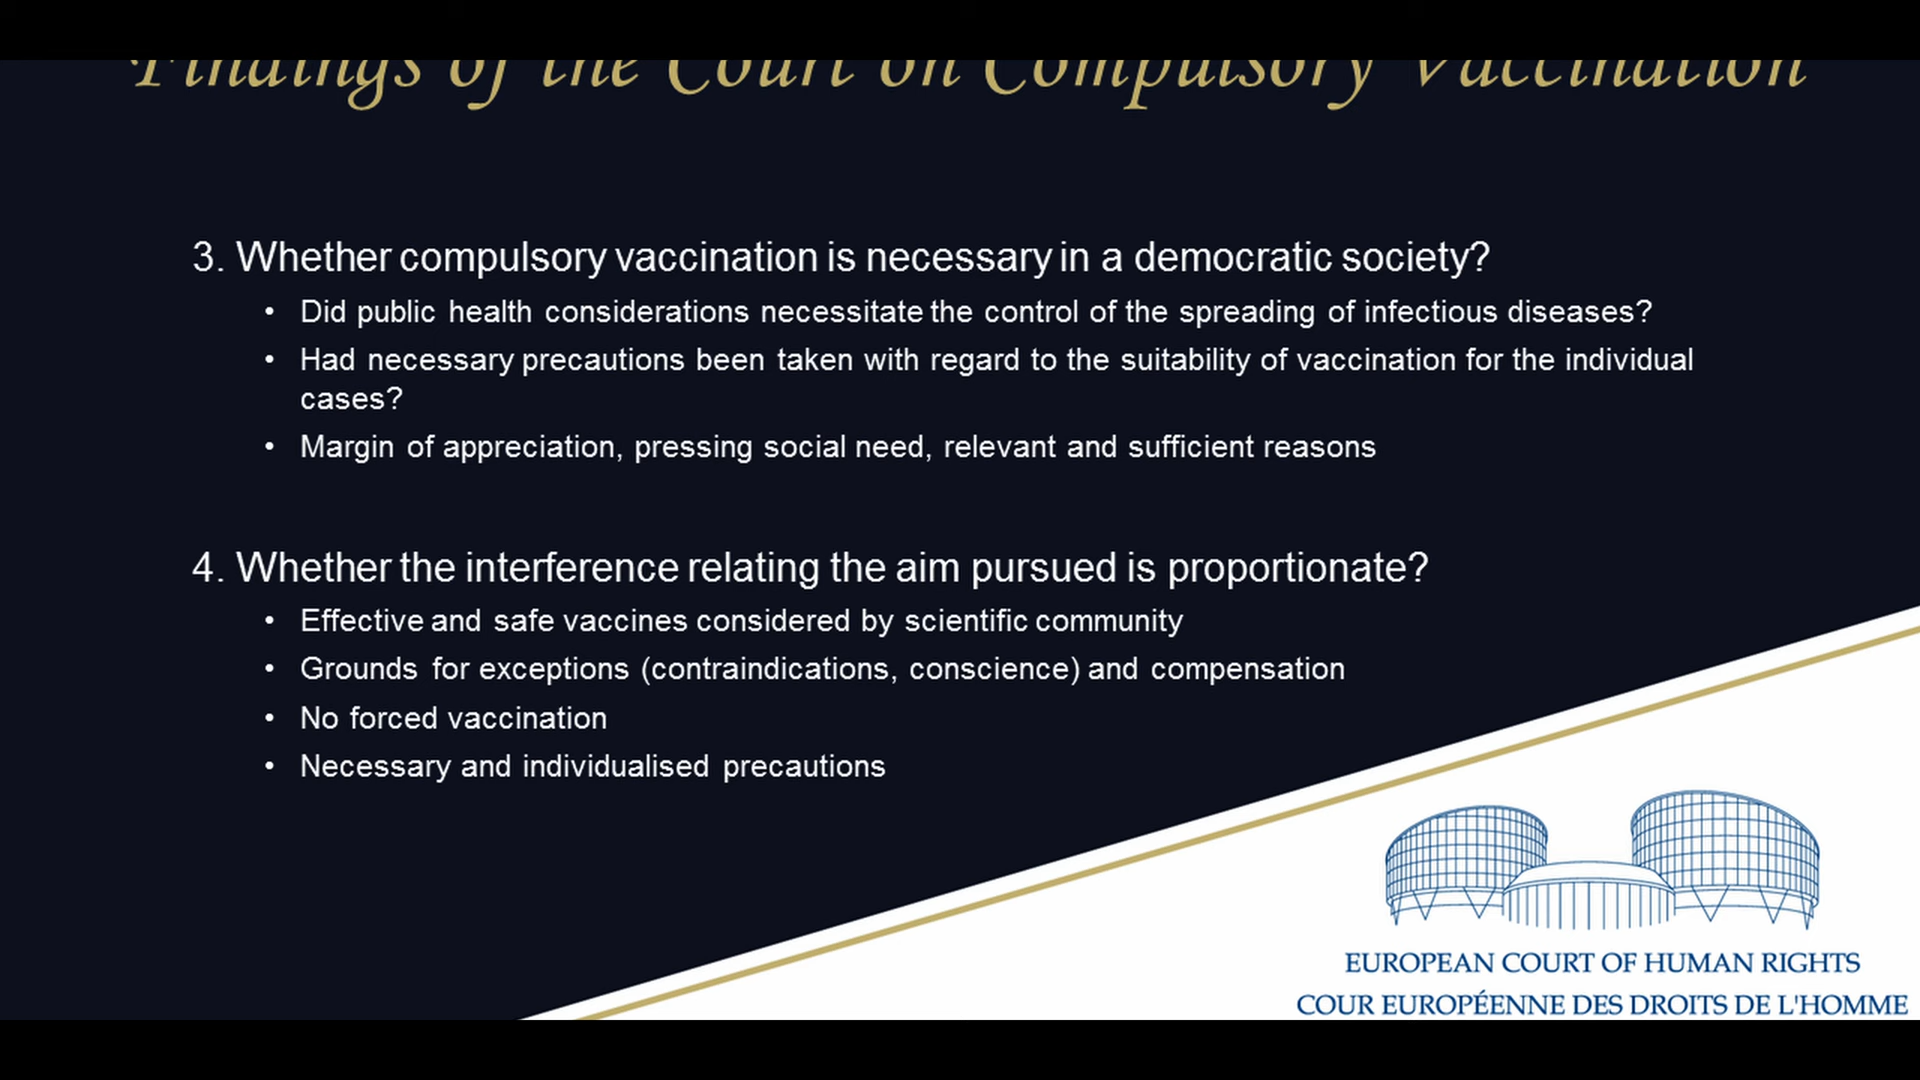 Findings of the Court on Compulsory Vaccination
3. Whether compulsory vaccination is necessary in a democratic society?
• Did public health considerations necessitate the control of the spreading of infectious diseases?
• Had necessary precautions been taken with regard to the suitability of vaccination for the individual
cases?
• Margin of appreciation, pressing social need, relevant and sufficient reasons
4. Whether the interference relating the aim pursued is proportionate?
• Effective and safe vaccines considered by scientific community
• Grounds for exceptions (contraindications, conscience) and compensation
• No forced vaccination
• Necessary and individualised precautions
EUROPEAN COURT OF HUMAN RIGHTS
COUR EUROPÉENNE DES DROITS DE L'HOMME